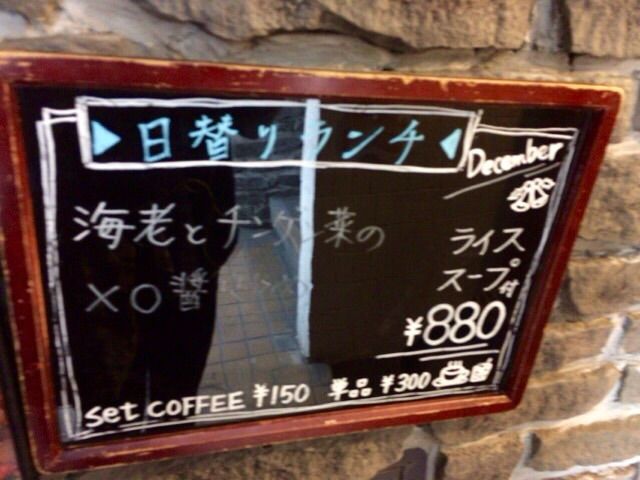 日替りランチ
December
海老とチンゲン菜の
XO醤
ライス
スープ付
¥880
set COFFEE ¥150 単品 ¥300